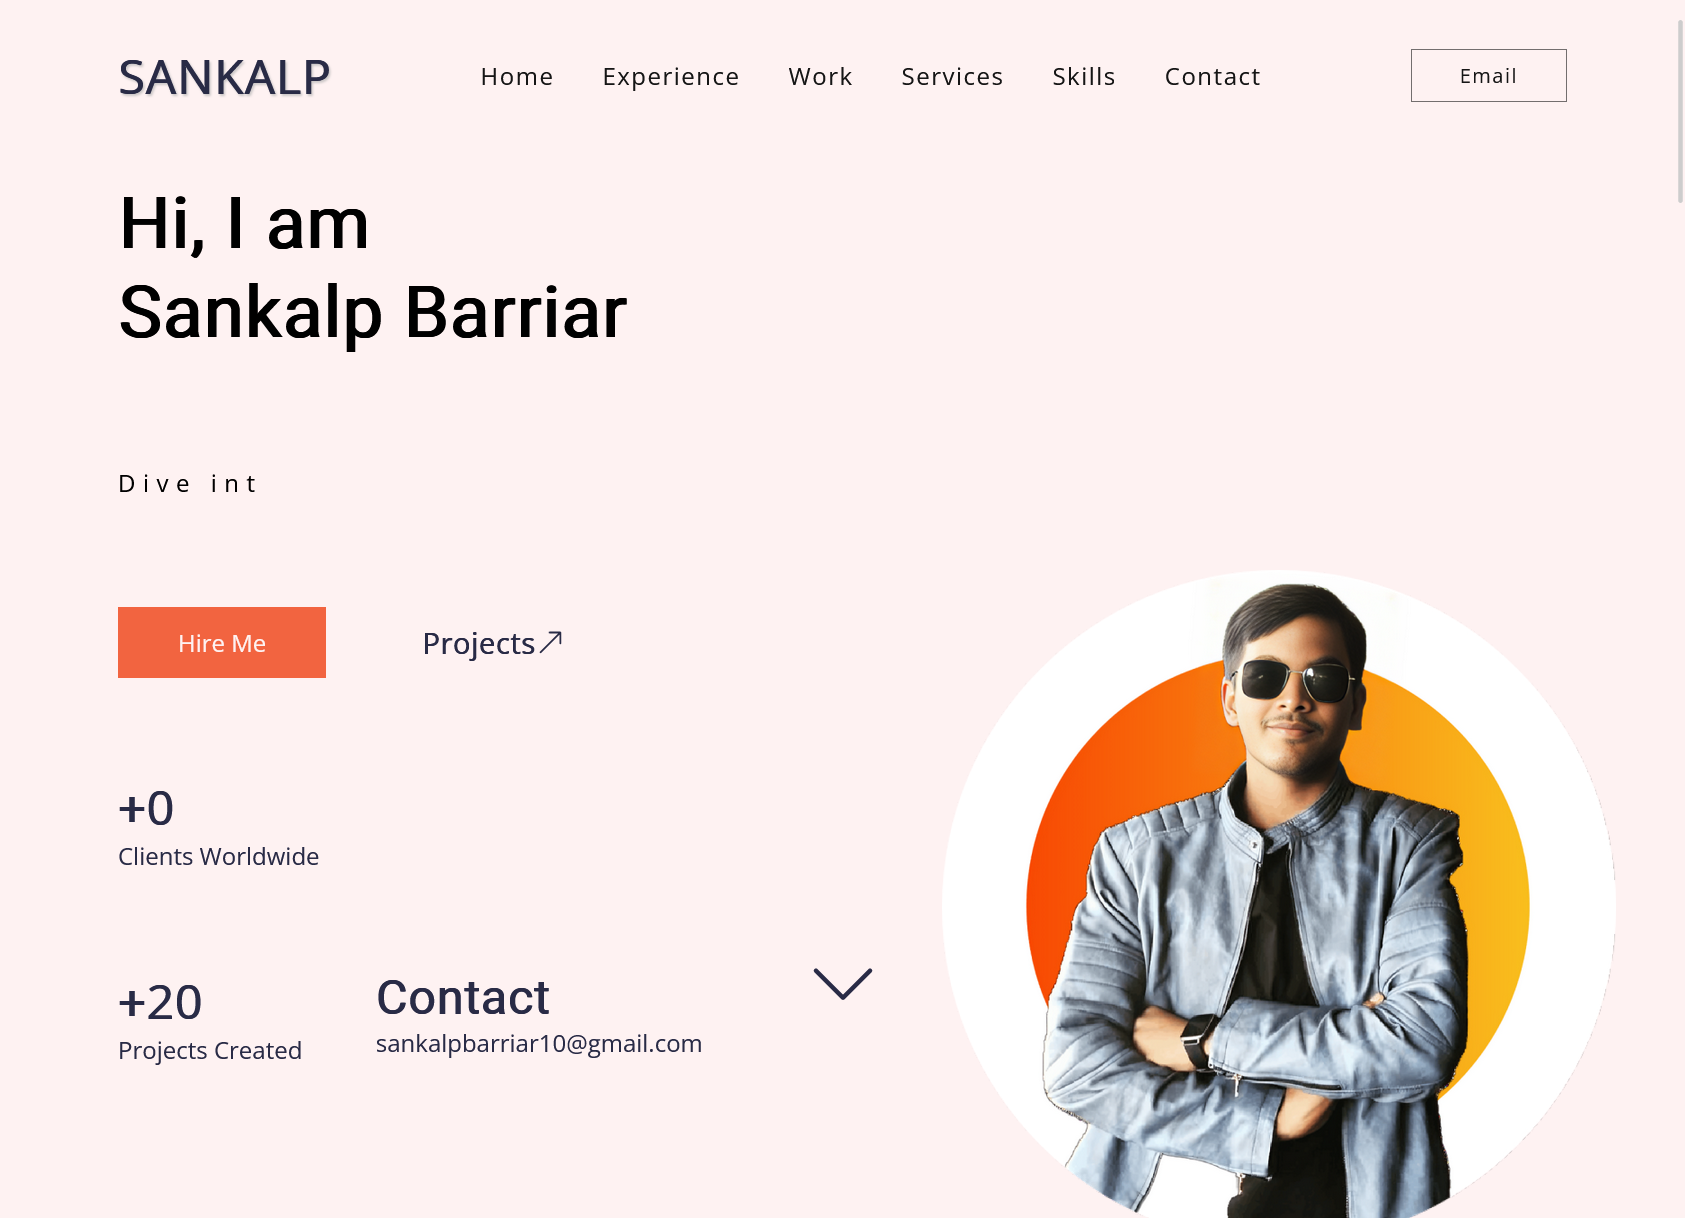 SANKALP
Home
Experience
Work
Services
Skills
Contact
Email
Hi, I am
Sankalp Barriar
Dive int
Hire Me
Projects
+0
Clients Worldwide
+20
Projects Created
Contact
sankalpbarriar10@gmail.com